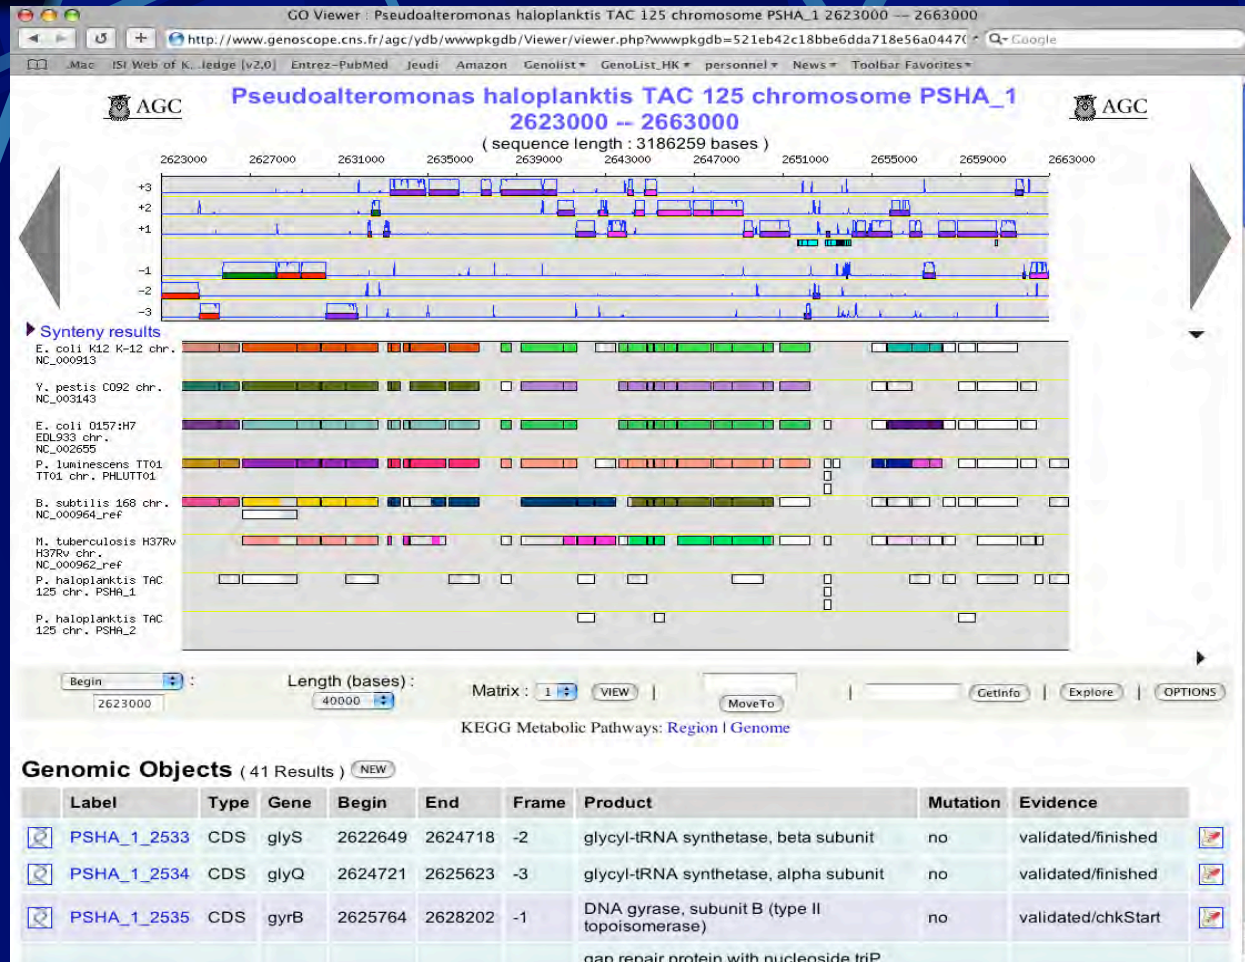 GO Viewer : Pseudoalteromonas haloplanktis TAC 125 chromosome PSHA_1 2623000 -- 2663000
http://www.genoscope.cns.fr/agc/ydb/wwwpkgdb/Viewer/viewer.php?wwwpkgdb=521eb42c18bbe6dda718e56a0447( Google
.Mac ISI Web of K...ledge [v2.0] Entrez-PubMed Jeudi Amazon Genolist GenoList_HK personnel News Toolbar Favorites
AGC Pseudoalteromonas haloplanktis TAC 125 chromosome PSHA_1 AGC
2623000 -- 2663000
( sequence length : 3186259 bases )
2623000 2627000 2631000 2635000 2639000 2643000 2647000 2651000 2655000 2659000 2663000
+3
+2
+1
-1
-2
-3
Synteny results
E. coli K12 K-12 chr.
NC_000913
Y. pestis CO92 chr.
NC_003143
E. coli O157:H7
EDL933 chr.
NC_002655
P. luminescens TT01
TT01 chr. PHLUTT01
B. subtilis 168 chr.
NC_000964_ref
M. tuberculosis H37Rv
H37Rv chr.
NC_000962_ref
P. haloplanktis TAC
125 chr. PSHA_1
P. haloplanktis TAC
125 chr. PSHA_2
Begin : Length (bases) : Matrix : 1 VIEW | MoveTo | GetInfo | Explore | OPTIONS
2623000 40000
KEGG Metabolic Pathways: Region | Genome
Genomic Objects ( 41 Results ) NEW
Label Type Gene Begin End Frame Product Mutation Evidence
PSHA_1_2533 CDS glyS 2622649 2624718 -2 glycyl-tRNA synthetase, beta subunit no validated/finished
PSHA_1_2534 CDS glyQ 2624721 2625623 -3 glycyl-tRNA synthetase, alpha subunit no validated/finished
PSHA_1_2535 CDS gyrB 2625764 2628202 -1 DNA gyrase, subunit B (type II topoisomerase) no validated/chkStart
gap repair protein with nucleoside triP